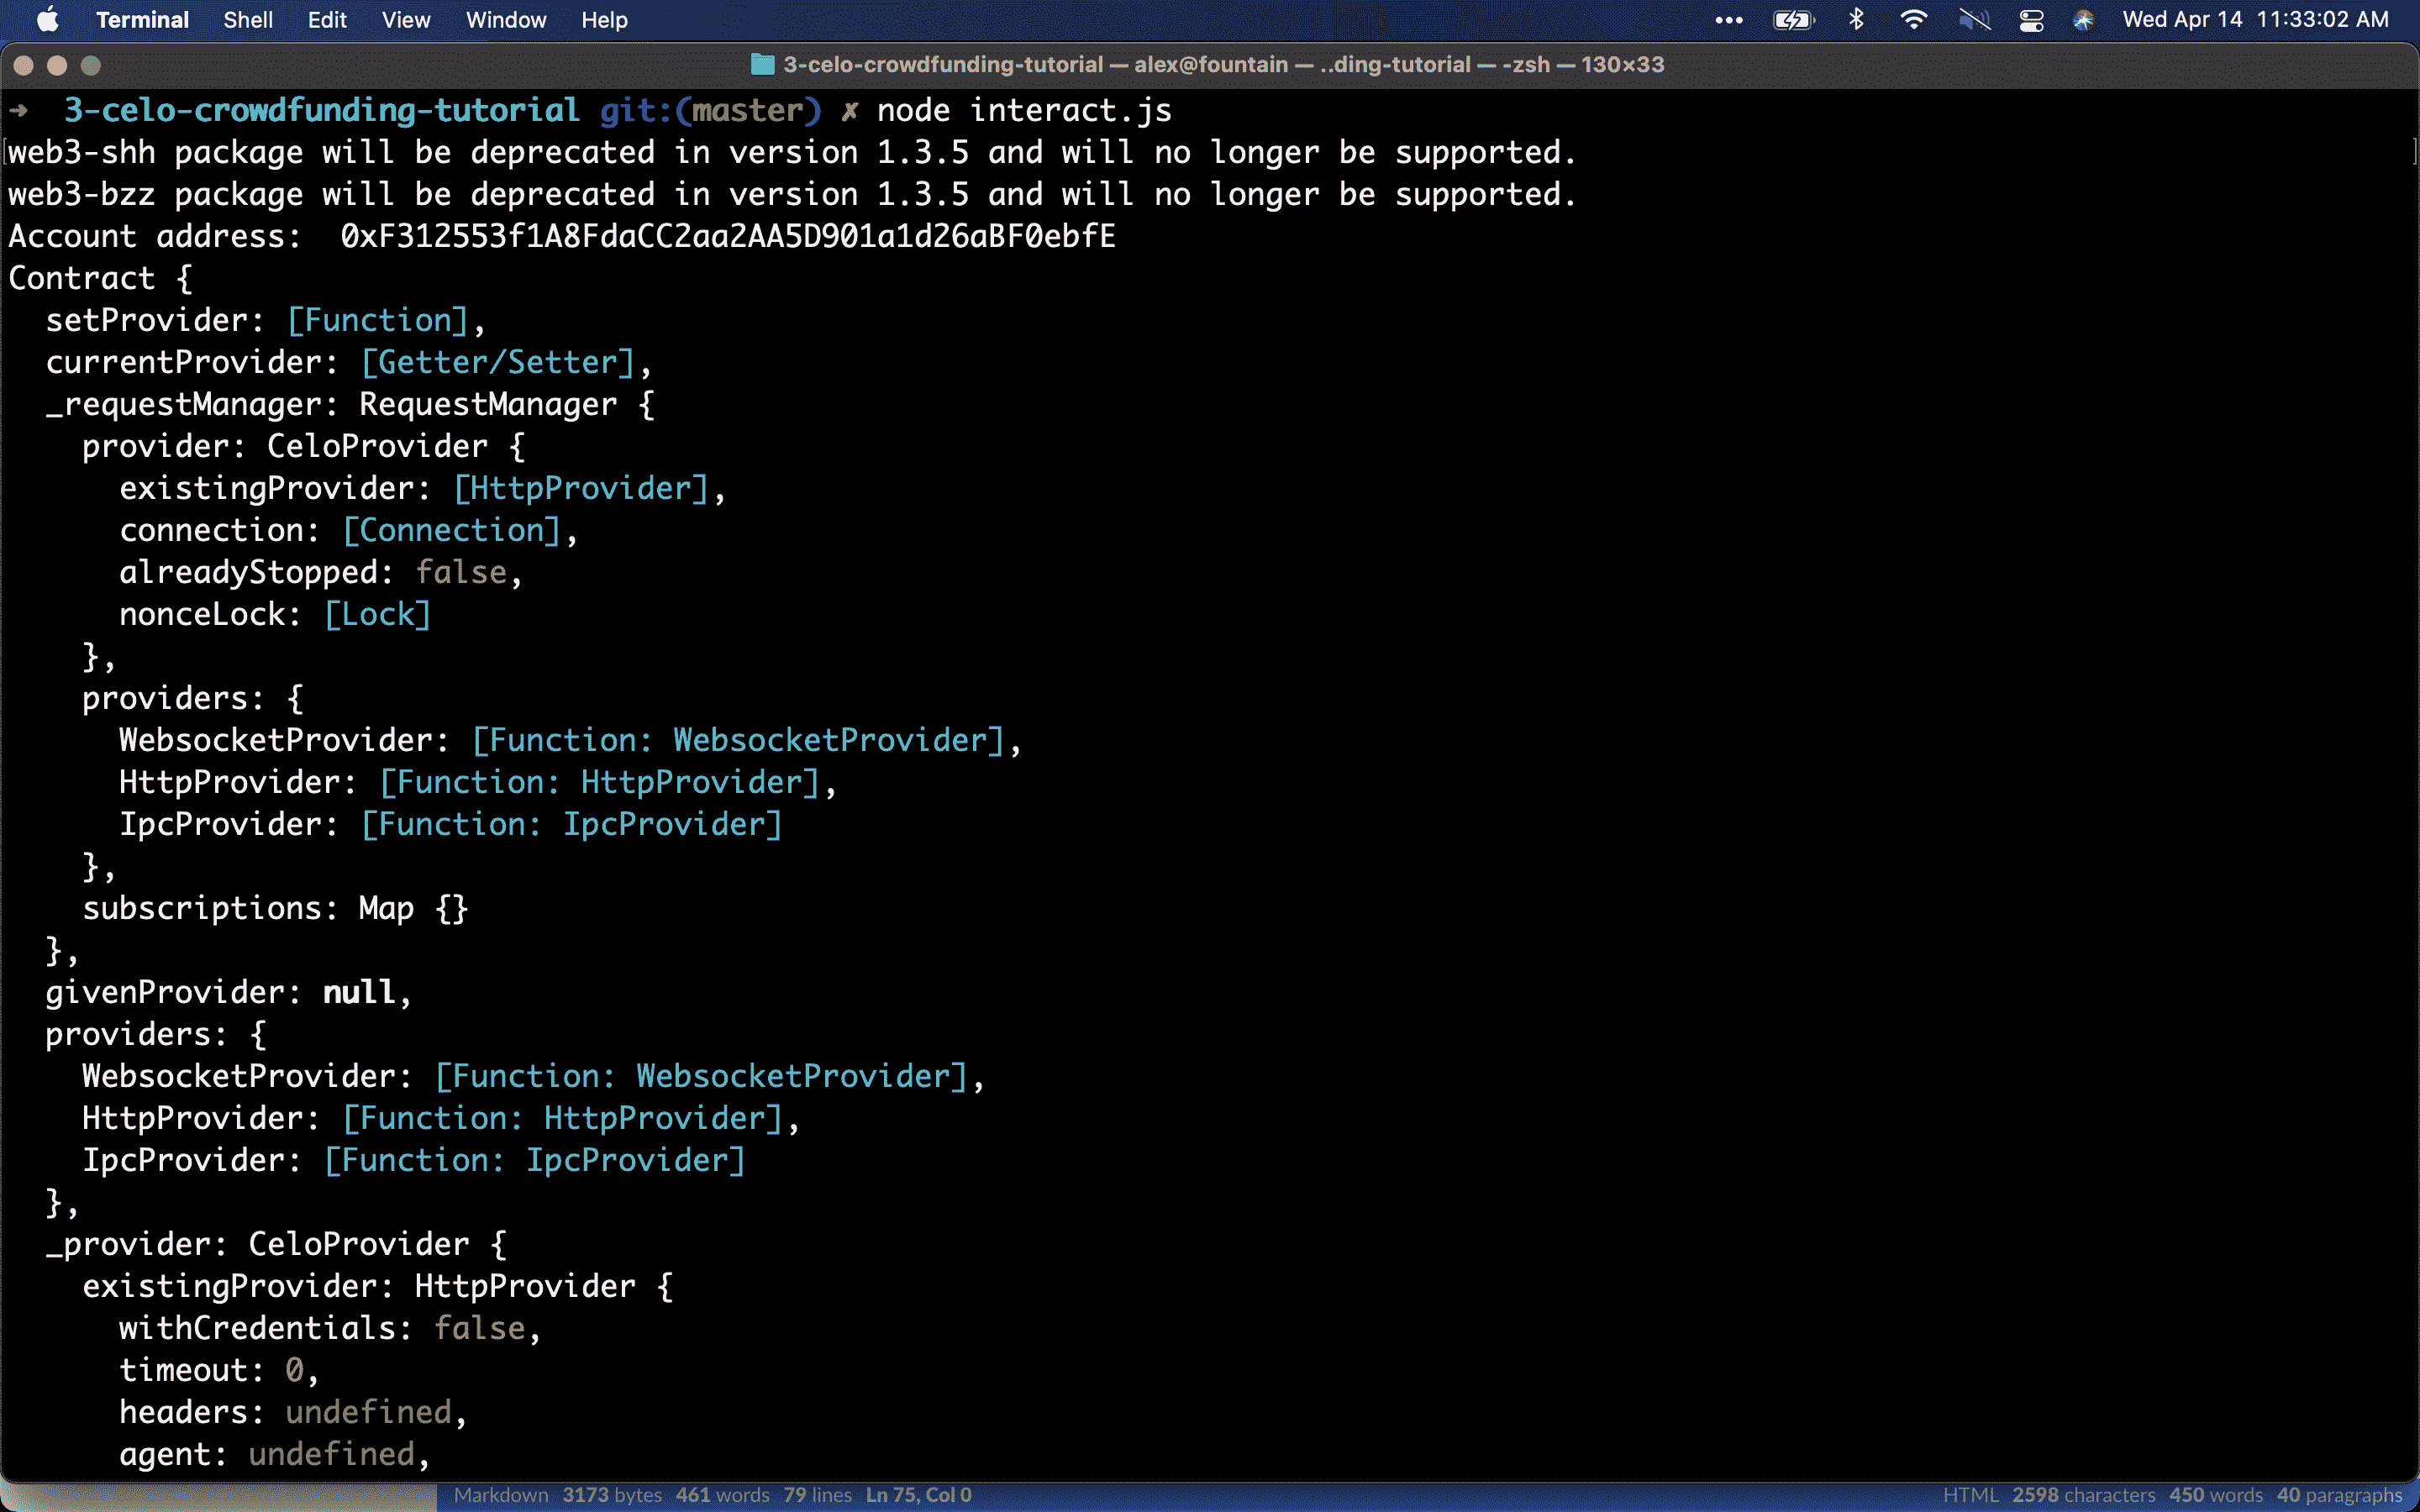 Terminal Shell Edit View Window Help Wed Apr 14 11:33:02 AM
3-celo-crowdfunding-tutorial — alex@fountain — ..ding-tutorial — -zsh — 130×33
➜  3-celo-crowdfunding-tutorial git:(master) ✗ node interact.js
web3-shh package will be deprecated in version 1.3.5 and will no longer be supported.
web3-bzz package will be deprecated in version 1.3.5 and will no longer be supported.
Account address:  0xF312553f1A8FdaCC2aa2AA5D901a1d26aBF0ebfE
Contract {
  setProvider: [Function],
  currentProvider: [Getter/Setter],
  _requestManager: RequestManager {
    provider: CeloProvider {
      existingProvider: [HttpProvider],
      connection: [Connection],
      alreadyStopped: false,
      nonceLock: [Lock]
    },
    providers: {
      WebsocketProvider: [Function: WebsocketProvider],
      HttpProvider: [Function: HttpProvider],
      IpcProvider: [Function: IpcProvider]
    },
    subscriptions: Map {}
  },
  givenProvider: null,
  providers: {
    WebsocketProvider: [Function: WebsocketProvider],
    HttpProvider: [Function: HttpProvider],
    IpcProvider: [Function: IpcProvider]
  },
  _provider: CeloProvider {
    existingProvider: HttpProvider {
      withCredentials: false,
      timeout: 0,
      headers: undefined,
      agent: undefined,
Markdown 3173 bytes 461 words 79 lines Ln 75, Col 0 HTML 2598 characters 450 words 40 paragraphs